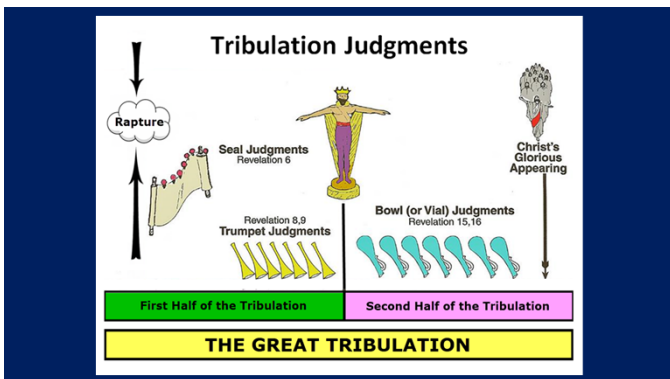 Tribulation Judgments
Rapture
Seal Judgments
Revelation 6
Christ's
Glorious
Appearing
Revelation 8,9
Trumpet Judgments
Bowl (or Vial) Judgments
Revelation 15,16
First Half of the Tribulation
Second Half of the Tribulation
THE GREAT TRIBULATION